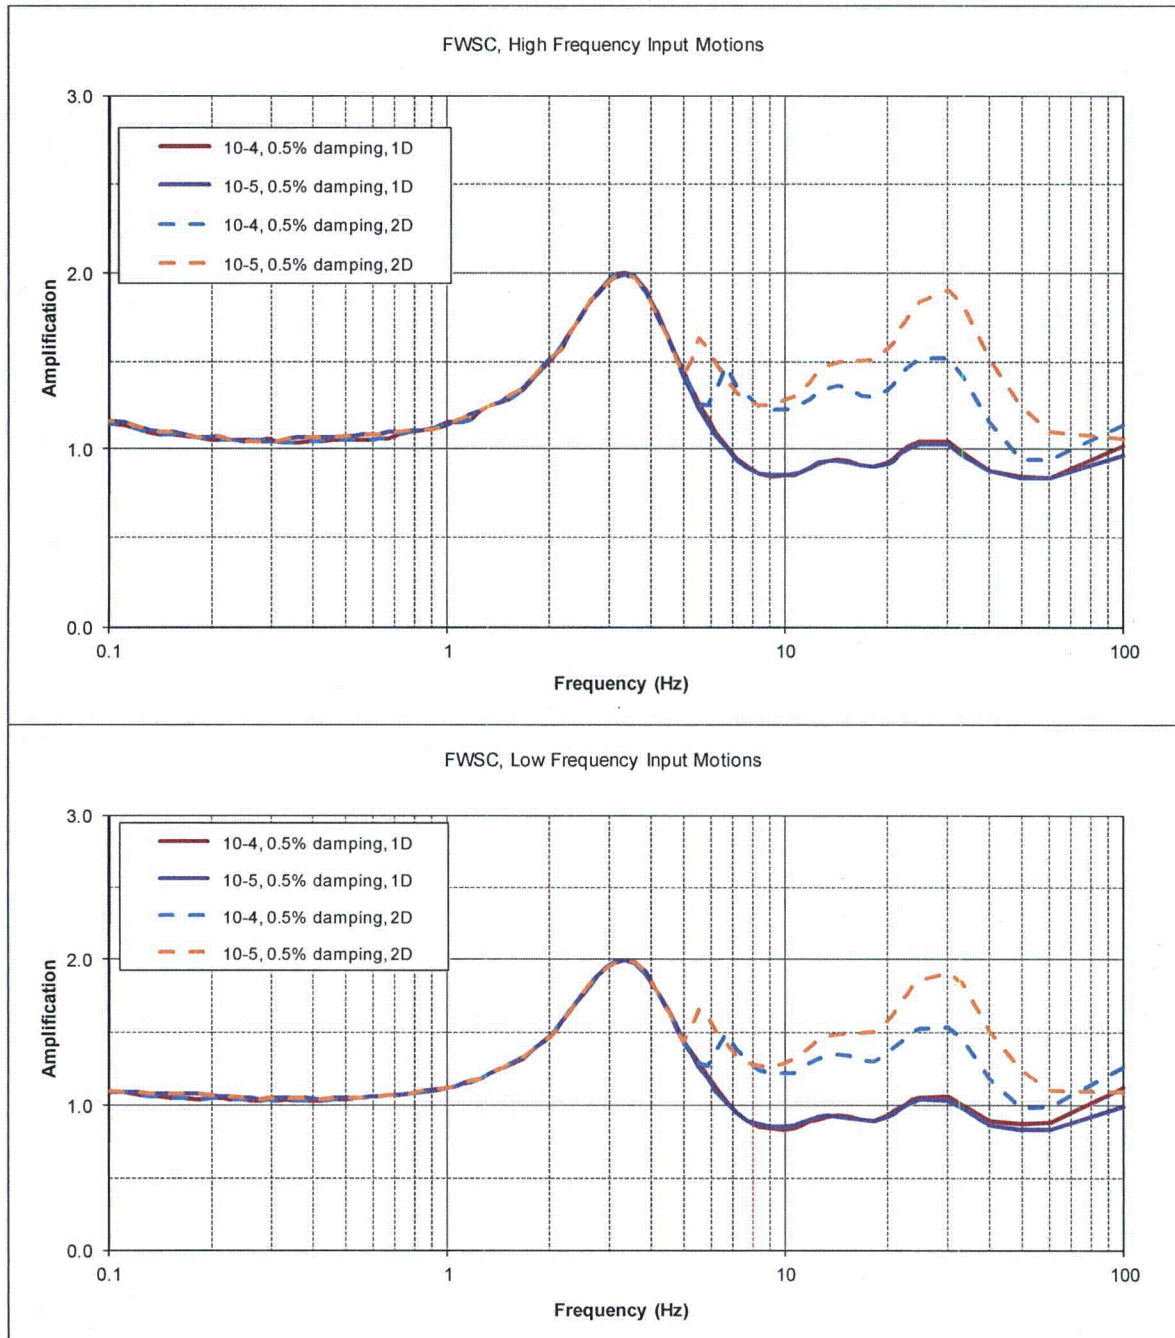 FWSC, High Frequency Input Motions
3.0
10-4, 0.5% damping, 1D
10-5, 0.5% damping, 1D
10-4, 0.5% damping, 2D
10-5, 0.5% damping, 2D
2.0
Amplification
1.0
0.0
0.1 1 10 100
Frequency (Hz)
FWSC, Low Frequency Input Motions
3.0
10-4, 0.5% damping, 1D
10-5, 0.5% damping, 1D
10-4, 0.5% damping, 2D
10-5, 0.5% damping, 2D
2.0
Amplification
1.0
0.0
0.1 1 10 100
Frequency (Hz)